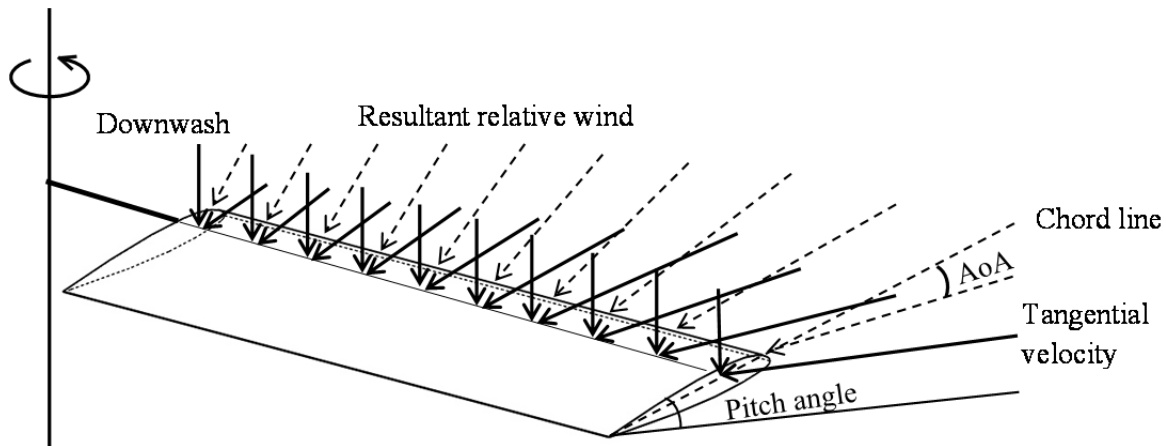 Downwash
Resultant relative wind
Chord line
AoA
Tangential
velocity
Pitch angle